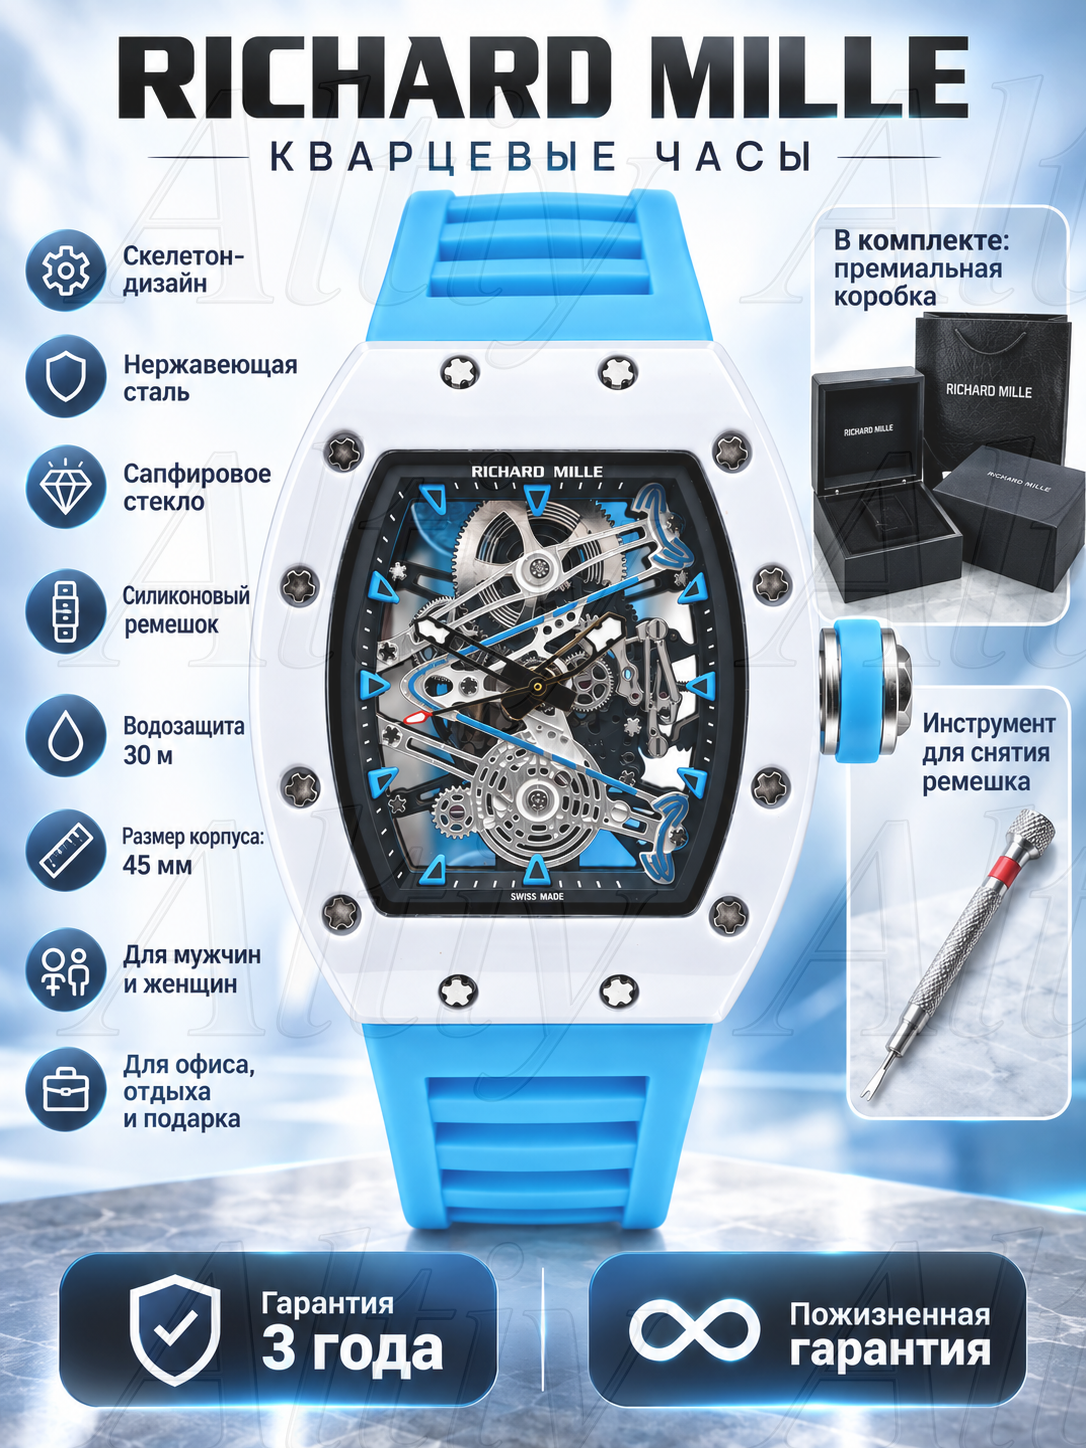 RICHARD MILLE
КВАРЦЕВЫЕ ЧАСЫ
Скелетон-
дизайн
Нержавеющая
сталь
Сапфировое
стекло
Силиконовый
ремешок
Водозащита
30 м
Размер корпуса:
45 мм
Для мужчин
и женщин
Для офиса,
отдыха
и подарка
RICHARD MILLE
SWISS MADE
В комплекте:
премиальная
коробка
RICHARD MILLE
RICHARD MILLE
RICHARD MILLE
Инструмент
для снятия
ремешка
Гарантия
3 года
Пожизненная
гарантия
Altiy